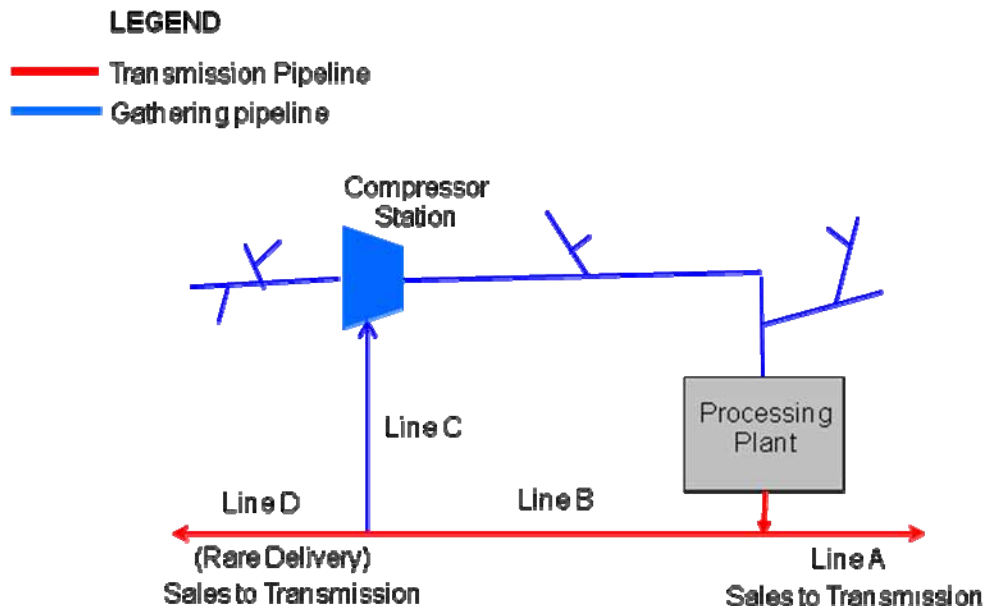 LEGEND
Transmission Pipeline
Gathering pipeline
Compressor
Station
Line C
Processing
Plant
Line D
Line B
(Rare Delivery)
Sales to Transmission
Line A
Sales to Transmission